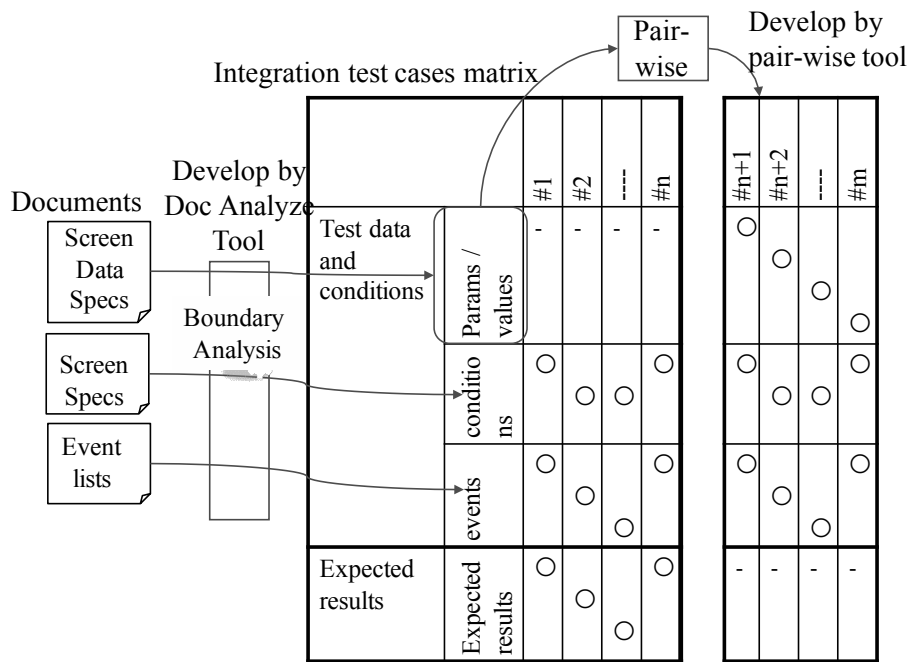 Pair-
wise
Develop by
pair-wise tool
Integration test cases matrix
#1
#2
----
#n
#n+1
#n+2
----
#m
Documents
Develop by
Doc Analyze
Tool
Screen
Data
Specs
Boundary
Analysis
Screen
Specs
Event
lists
Test data
and
conditions
Params /
values
- - - -
conditio
ns
events
Expected
results
Expected
results
- - - -